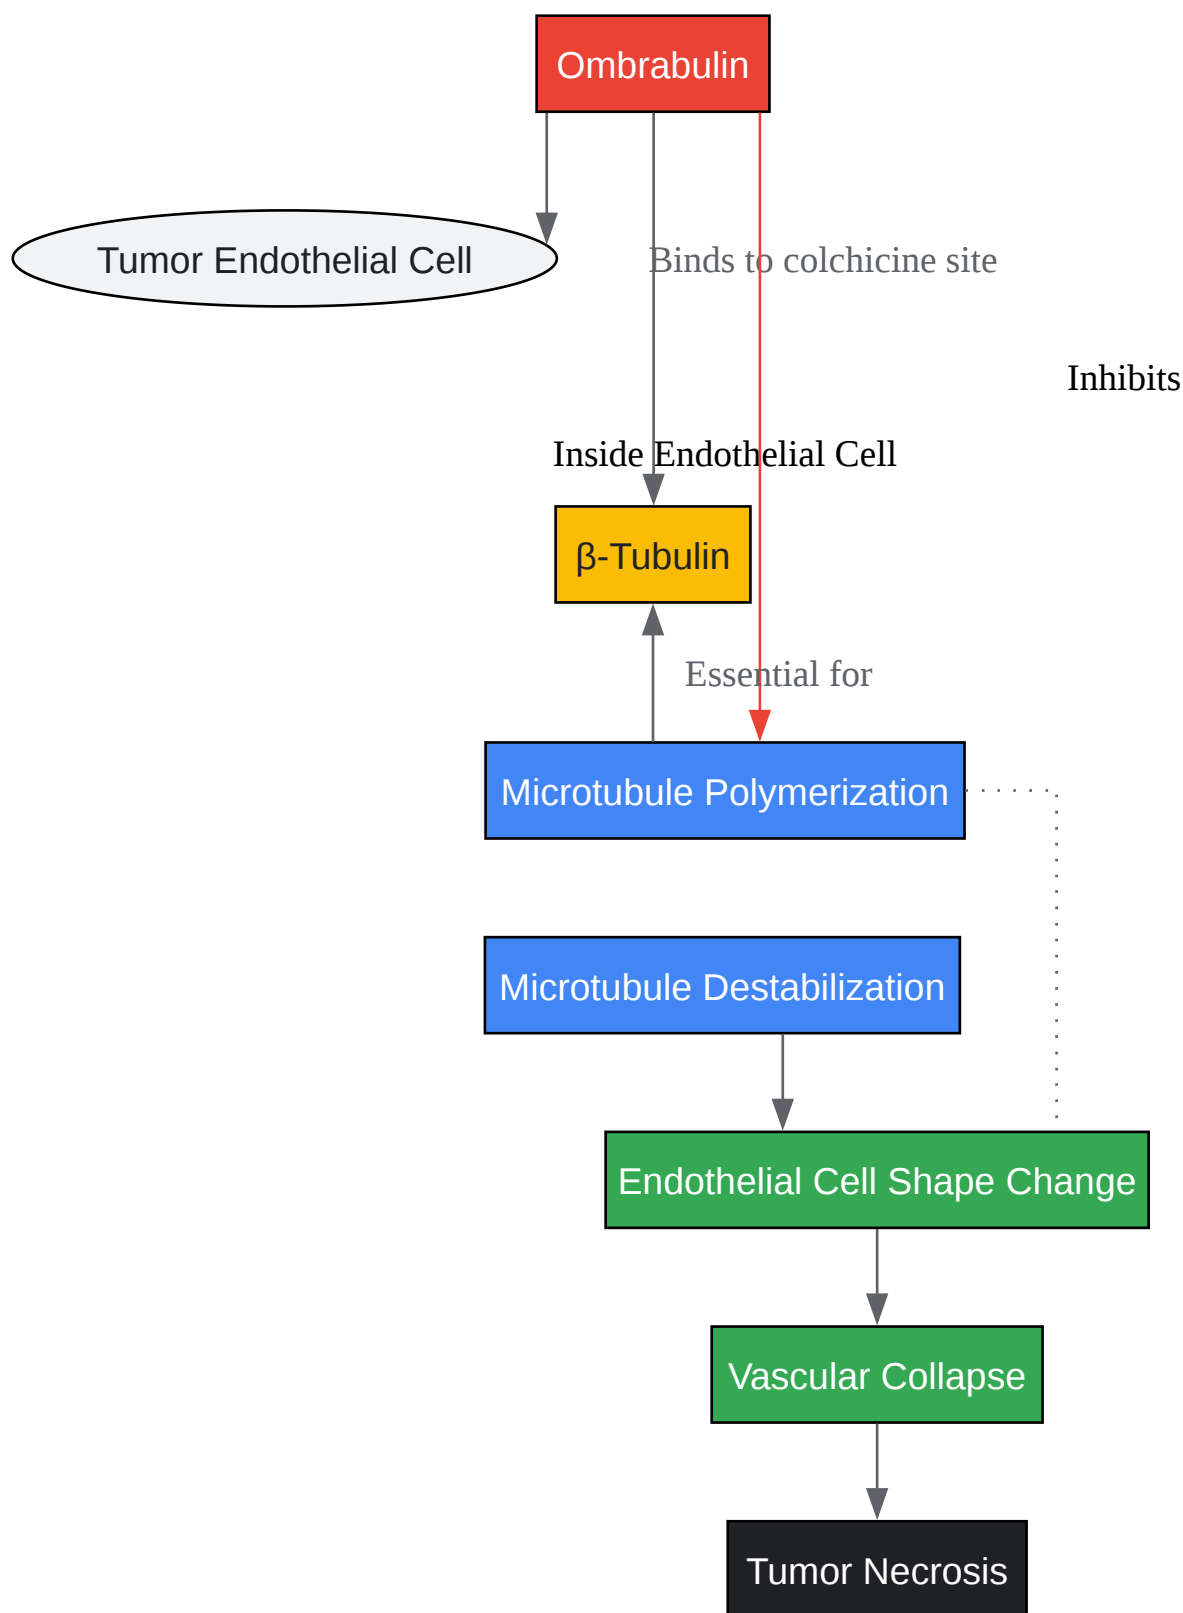 Ombrabulin
Tumor Endothelial Cell
Binds to colchicine site
Inhibits
Inside Endothelial Cell
β-Tubulin
Essential for
Microtubule Polymerization
Microtubule Destabilization
Endothelial Cell Shape Change
Vascular Collapse
Tumor Necrosis